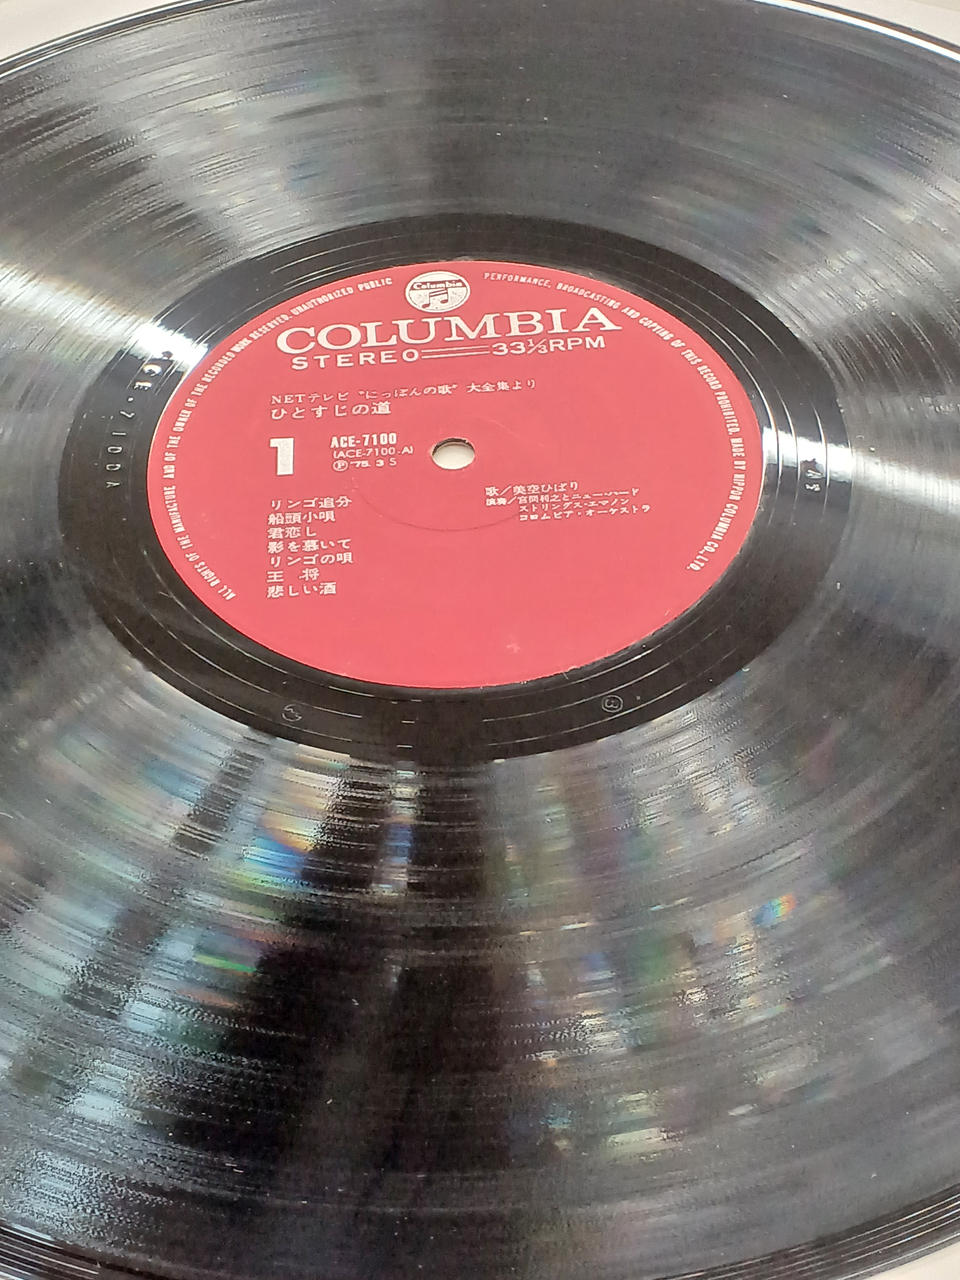 ALL RIGHTS OF THE MANUFACTURE AND OF THE OWNER OF THE RECORDED WORK RESERVED. UNAUTHORIZED PUBLIC PERFORMANCE, BROADCASTING AND COPYING OF THIS RECORD PROHIBITED. MADE BY NIPPON COLUMBIA CO., LTD.
Columbia
COLUMBIA
STEREO 33⅓RPM
NETテレビ "にっぽんの歌" 大全集より
ひとすじの道
1
ACE-7100
(ACE-7100-A)
Ⓟ '75. 3 S
歌／美空ひばり
演奏／宮間利之とニュー・ハード
ストリングス・エマノン
コロムビア・オーケストラ
リンゴ追分
船頭小唄
君恋し
影を慕いて
リンゴの唄
王 将
悲しい酒